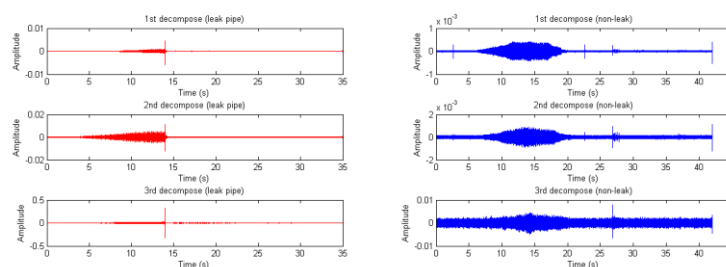 1st decompose (leak pipe)
0.01
0
-0.01
Amplitude
0 5 10 15 20 25 30 35
Time (s)
2nd decompose (leak pipe)
0.02
0
-0.02
Amplitude
0 5 10 15 20 25 30 35
Time (s)
3rd decompose (leak pipe)
0.5
0
-0.5
Amplitude
0 5 10 15 20 25 30 35
Time (s)
x 10⁻³
1st decompose (non-leak)
1
0
-1
Amplitude
0 5 10 15 20 25 30 35 40
Time (s)
x 10⁻³
2nd decompose (non-leak)
2
0
-2
Amplitude
0 5 10 15 20 25 30 35 40
Time (s)
3rd decompose (non-leak)
0.01
0
-0.01
Amplitude
0 5 10 15 20 25 30 35 40
Time (s)